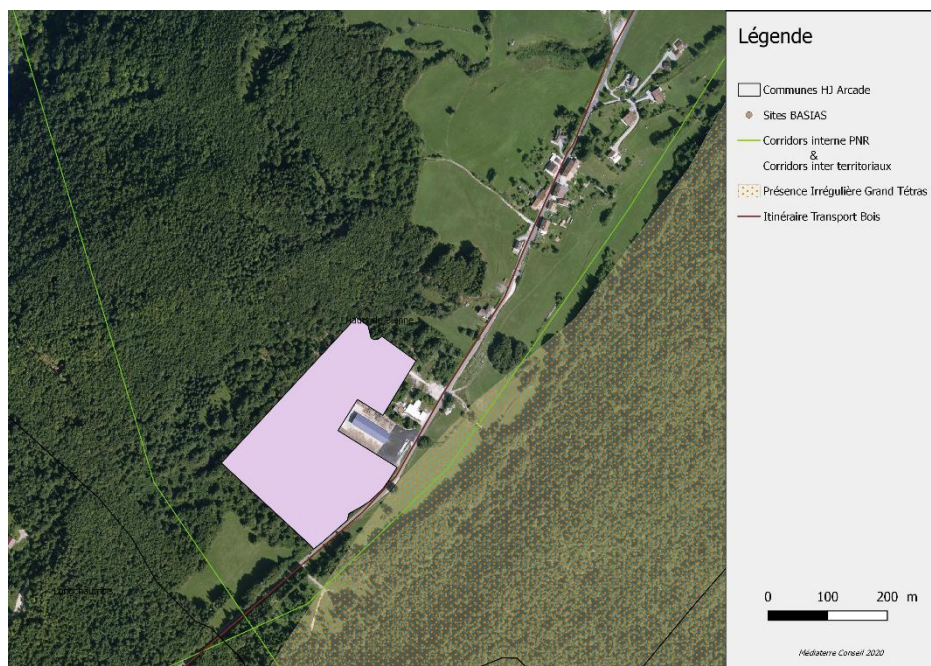 Légende
Communes HJ Arcade
Sites BASIAS
Corridors interne PNR
&
Corridors inter territoriaux
Présence Irrégulière Grand Tétras
Itinéraire Transport Bois
0 100 200 m
Médiaterre Conseil 2020